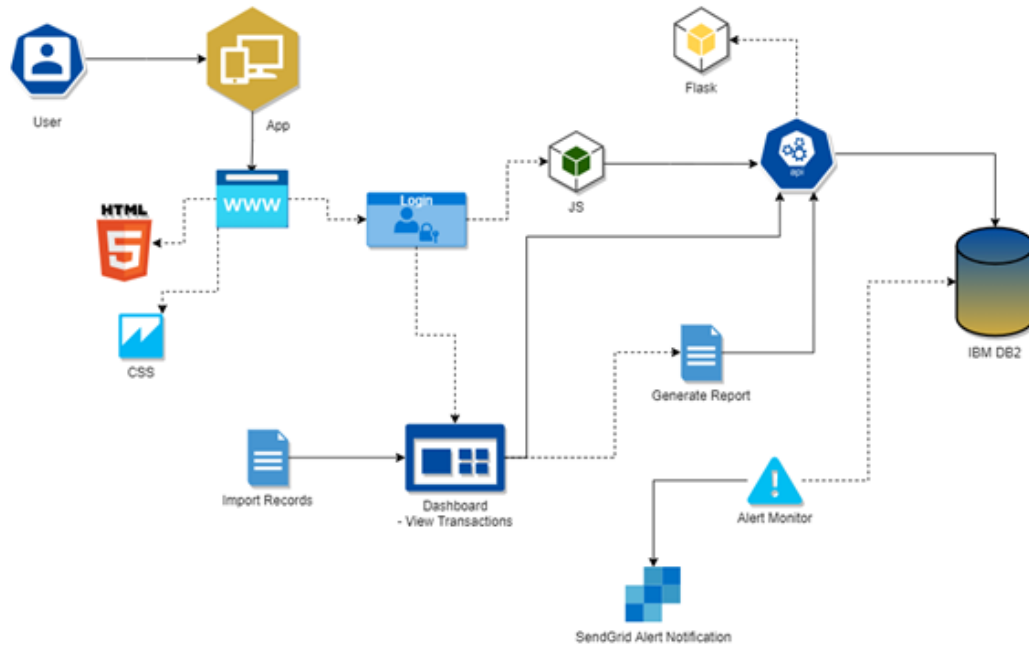 User
App
Flask
api
HTML
5
WWW
Login
JS
CSS
IBM DB2
Generate Report
Import Records
Dashboard
- View Transactions
Alert Monitor
SendGrid Alert Notification